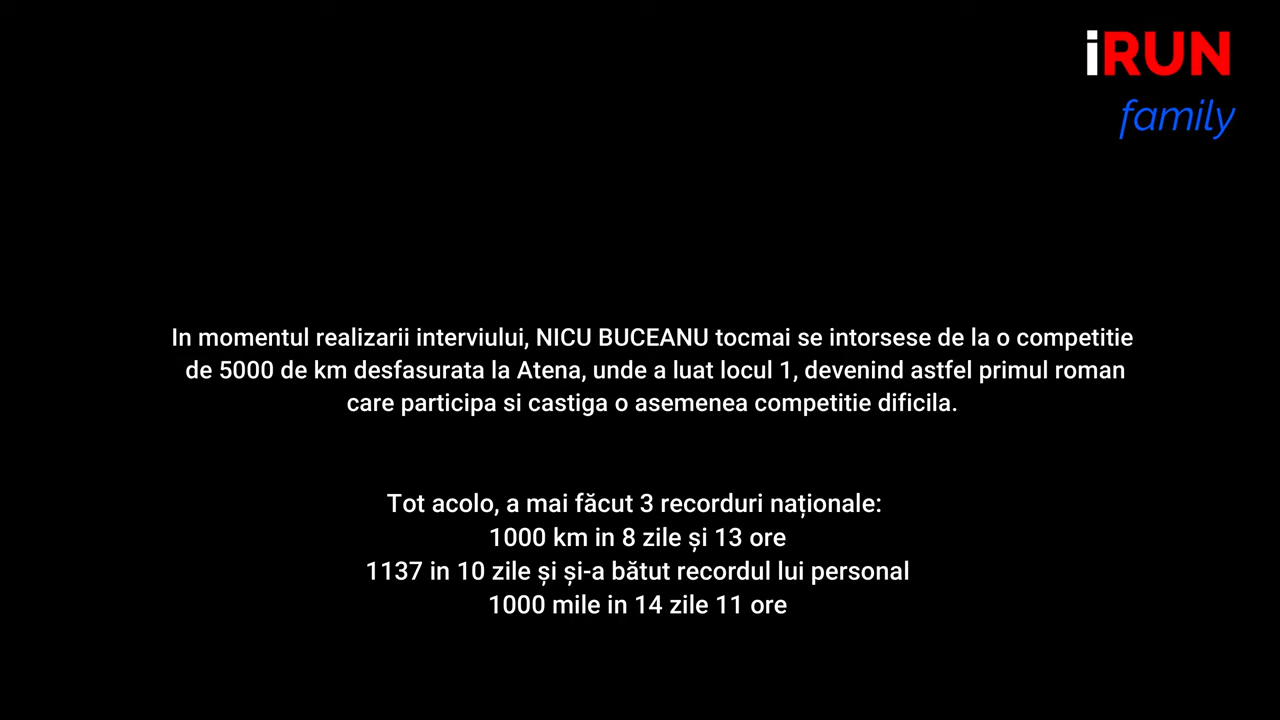 iRUN
family
In momentul realizarii interviului, NICU BUCEANU tocmai se intorsese de la o competitie
de 5000 de km desfasurata la Atena, unde a luat locul 1, devenind astfel primul roman
care participa si castiga o asemenea competitie dificila.
Tot acolo, a mai făcut 3 recorduri naționale:
1000 km in 8 zile și 13 ore
1137 in 10 zile și și-a bătut recordul lui personal
1000 mile in 14 zile 11 ore